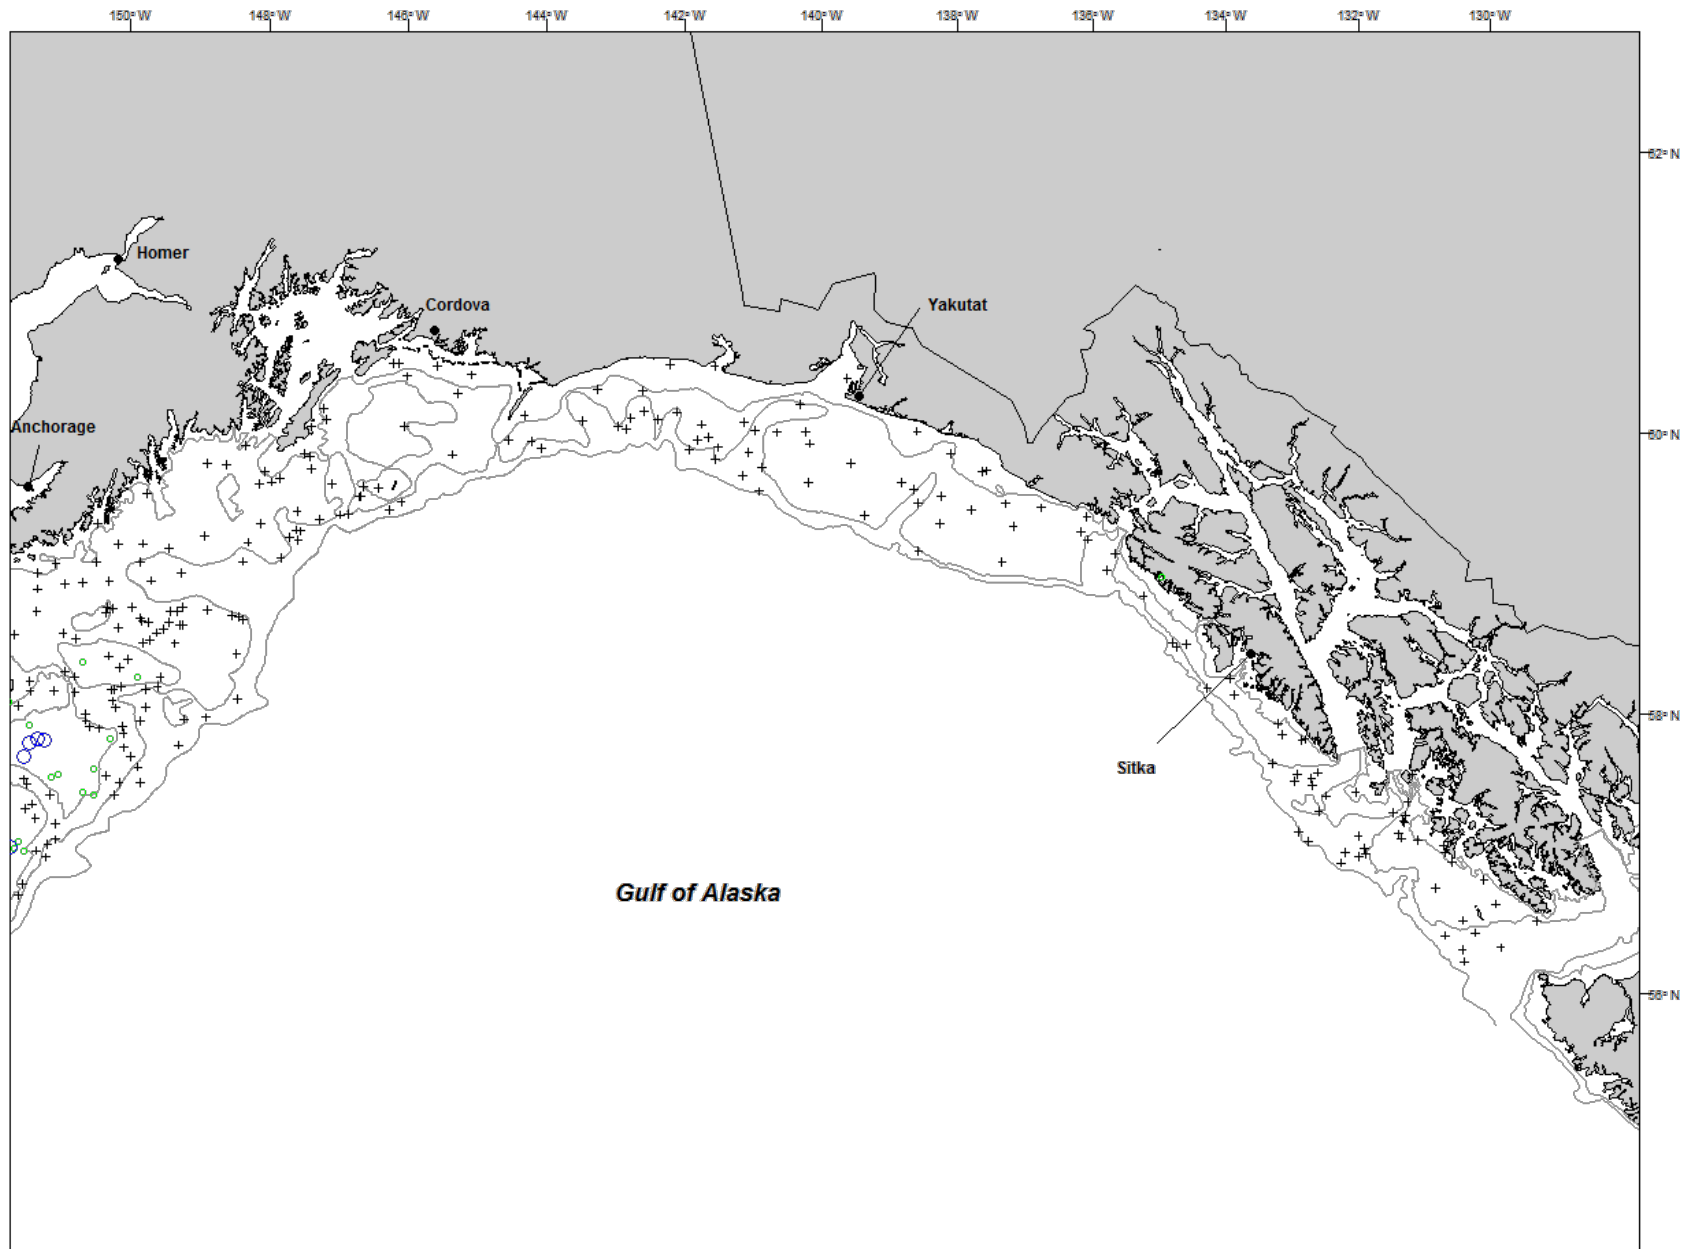 150° W 148° W 146° W 144° W 142° W 140° W 138° W 136° W 134° W 132° W 130° W
62° N
Homer
Cordova
Yakutat
Anchorage
60° N
58° N
Sitka
Gulf of Alaska
56° N